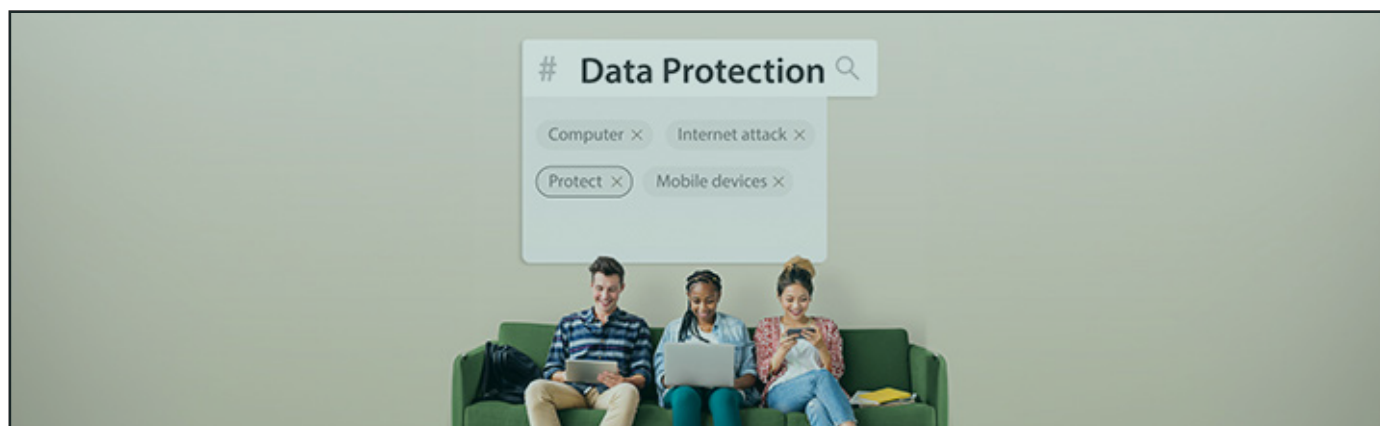 # Data Protection
Computer × Internet attack ×
Protect × Mobile devices ×